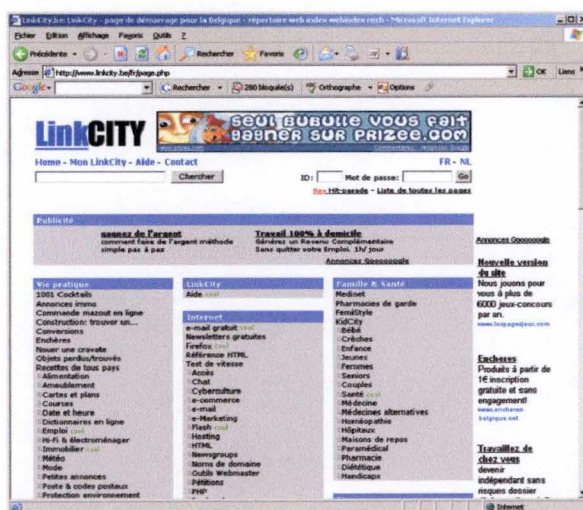 LinkCity.be: LinkCity - page de démarrage pour la Belgique - répertoire web index webindex rech - Microsoft Internet Explorer
Fichier Edition Affichage Favoris Outils ?
Précédente Rechercher Favoris
Adresse http://www.linkcity.be/fr/page.php OK Liens
Google Rechercher 280 bloquée(s) Orthographe Options
LinkCITY
SEUL BUBULLE VOUS FAIT
GAGNER SUR PRIZEE.COM
Home - Mon LinkCity - Aide - Contact FR - NL
Chercher ID: Mot de passe: Go
Hit-parade - Liste de toutes les pages
Publicité
gagnez de l'argent
comment faire de l'argent méthode
simple pas à pas
Travail 100% à domicile
Générez un Revenu Complémentaire
Sans quitter votre Emploi. 1h/jour
Annonces Goooooogle
Vie pratique
1001 Cocktails
Annonces immo
Commande mazout en ligne
Construction: trouver un...
Conversions
Enchères
Nouer une cravate
Objets perdus/trouvés
Recettes de tous pays
Alimentation
Ameublement
Cartes et plans
Courses
Date et heure
Dictionnaires en ligne
Emploi cool
Hi-Fi & électroménager
Immobilier cool
Météo
Mode
Petites annonces
Poste & codes postaux
Protection environnement
LinkCity
Aide cool
Internet
e-mail gratuit cool
Newsletters gratuites
Firefox cool
Référence HTML
Test de vitesse
Accès
Chat
Cyberculture
e-commerce
e-mail
e-Marketing
Flash cool
Hosting
HTML
Newsgroups
Noms de domaine
Outils Webmaster
Pétitions
PHP
Famille & Santé
Medinet
Pharmacies de garde
FemiStyle
KidCity
Bébé
Crèches
Enfance
Jeunes
Femmes
Seniors
Couples
Santé cool
Médecine
Médecines alternatives
Homéopathie
Hôpitaux
Maisons de repos
Paramédical
Pharmacie
Diététique
Handicaps
Annonces Goooooogle
Nouvelle version
du site
Nous jouons pour
vous à plus de
6000 jeux-concours
par an.
Encheres
Produits à partir de
1€ inscription
gratuite et sans
engagement!
www.encheres-
belgique.net
Travaillez de
chez vous
devenir
indépendant sans
risques dossier
Internet